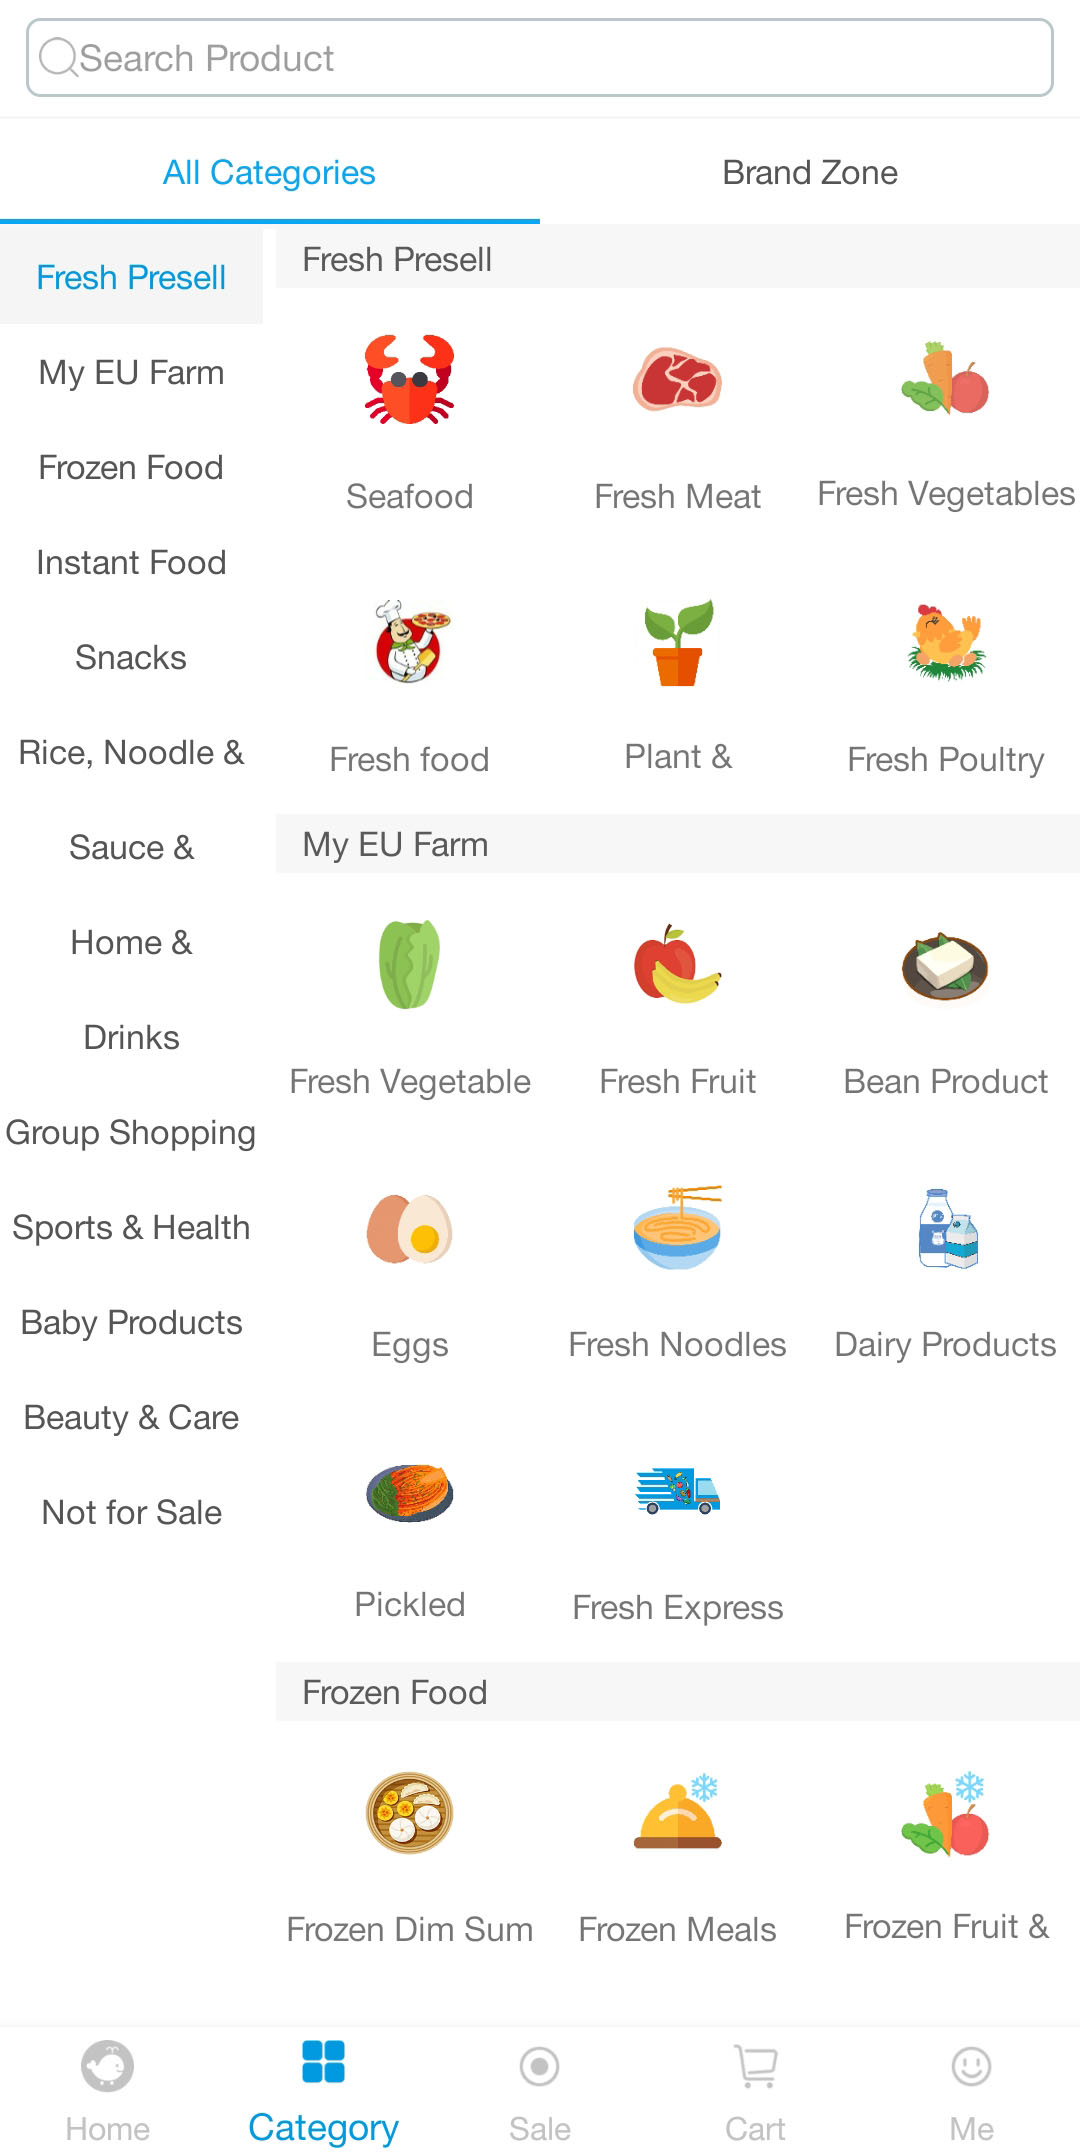 Search Product
All Categories
Brand Zone
Fresh Presell
My EU Farm
Frozen Food
Instant Food
Snacks
Rice, Noodle &
Sauce &
Home &
Drinks
Group Shopping
Sports & Health
Baby Products
Beauty & Care
Not for Sale
Fresh Presell
Seafood
Fresh Meat
Fresh Vegetables
Fresh food
Plant &
Fresh Poultry
My EU Farm
Fresh Vegetable
Fresh Fruit
Bean Product
Eggs
Fresh Noodles
Dairy Products
Pickled
Fresh Express
Frozen Food
Frozen Dim Sum
Frozen Meals
Frozen Fruit &
Home
Category
Sale
Cart
Me